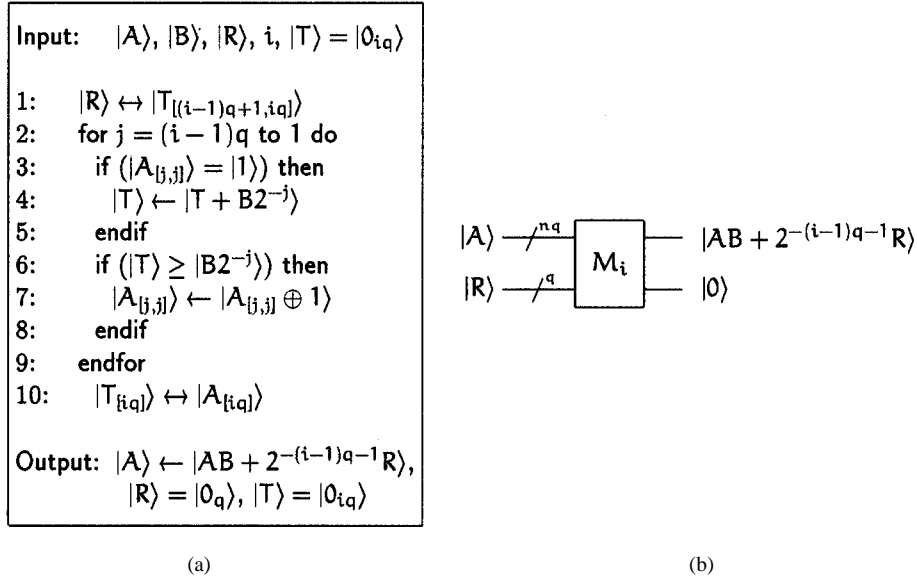 Input: |A⟩, |B⟩, |R⟩, i, |T⟩ = |0_{iq}⟩
1: |R⟩ ↔ |T_{[(i−1)q+1,iq]}⟩
2: for j = (i − 1)q to 1 do
3: if (|A_{[j,j]}⟩ = |1⟩) then
4: |T⟩ ← |T + B2^{−j}⟩
5: endif
6: if (|T⟩ ≥ |B2^{−j}⟩) then
7: |A_{[j,j]}⟩ ← |A_{[j,j]} ⊕ 1⟩
8: endif
9: endfor
10: |T_{[iq]}⟩ ↔ |A_{[iq]}⟩
Output: |A⟩ ← |AB + 2^{−(i−1)q−1}R⟩,
|R⟩ = |0_q⟩, |T⟩ = |0_{iq}⟩
(a)
|A⟩ nq M_i |AB + 2^{−(i−1)q−1}R⟩
|R⟩ q |0⟩
(b)